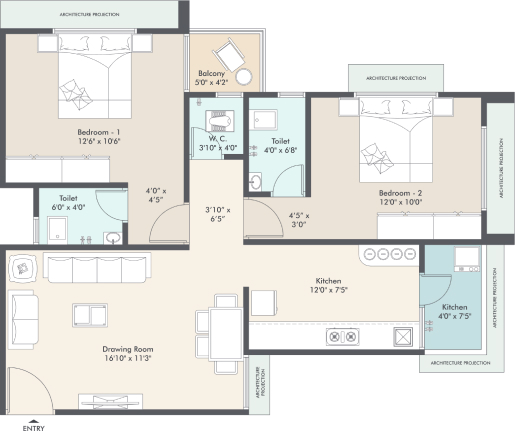 ARCHITECTURE PROJECTION
Balcony
5'0" x 4'2"
ARCHITECTURE PROJECTION
Bedroom - 1
12'6" x 10'6"
W. C.
3'10" x 4'0"
Toilet
4'0" x 6'8"
ARCHITECTURE PROJECTION
Bedroom - 2
12'0" x 10'0"
Toilet
6'0" x 4'0"
4'0" x
4'5"
3'10" x
6'5"
4'5" x
3'0"
Kitchen
12'0" x 7'5"
Kitchen
4'0" x 7'5"
ARCHITECTURE PROJECTION
Drawing Room
16'10" x 11'3"
ARCHITECTURE
PROJECTION
ARCHITECTURE PROJECTION
ENTRY